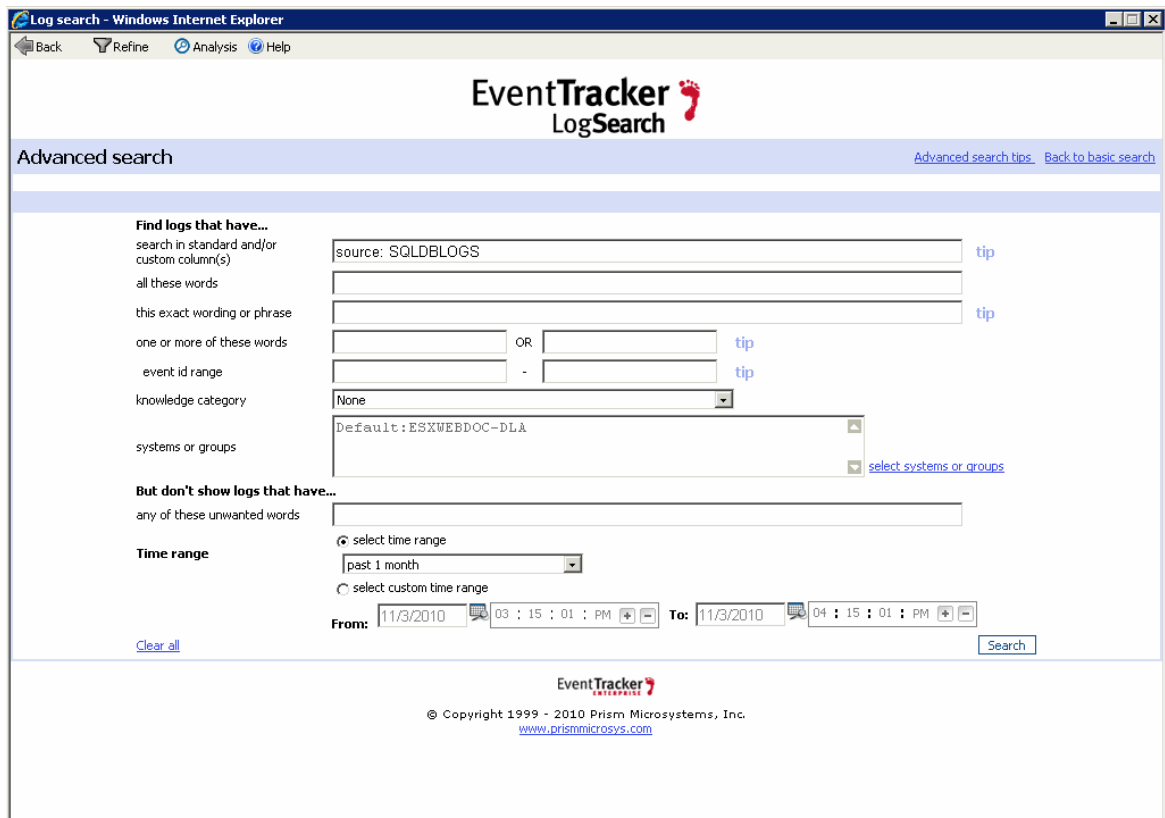 Log search - Windows Internet Explorer
Back Refine Analysis Help
EventTracker
LogSearch
Advanced search Advanced search tips Back to basic search
Find logs that have...
search in standard and/or
custom column(s) source: SQLDBLOGS tip
all these words
this exact wording or phrase tip
one or more of these words OR tip
event id range - tip
knowledge category None
systems or groups Default:ESXWEBDOC-DLA
select systems or groups
But don't show logs that have...
any of these unwanted words
Time range select time range
past 1 month
select custom time range
From: 11/3/2010 03 : 15 : 01 : PM + − To: 11/3/2010 04 : 15 : 01 : PM + −
Clear all Search
EventTracker
ENTERPRISE
© Copyright 1999 - 2010 Prism Microsystems, Inc.
www.prismmicrosys.com